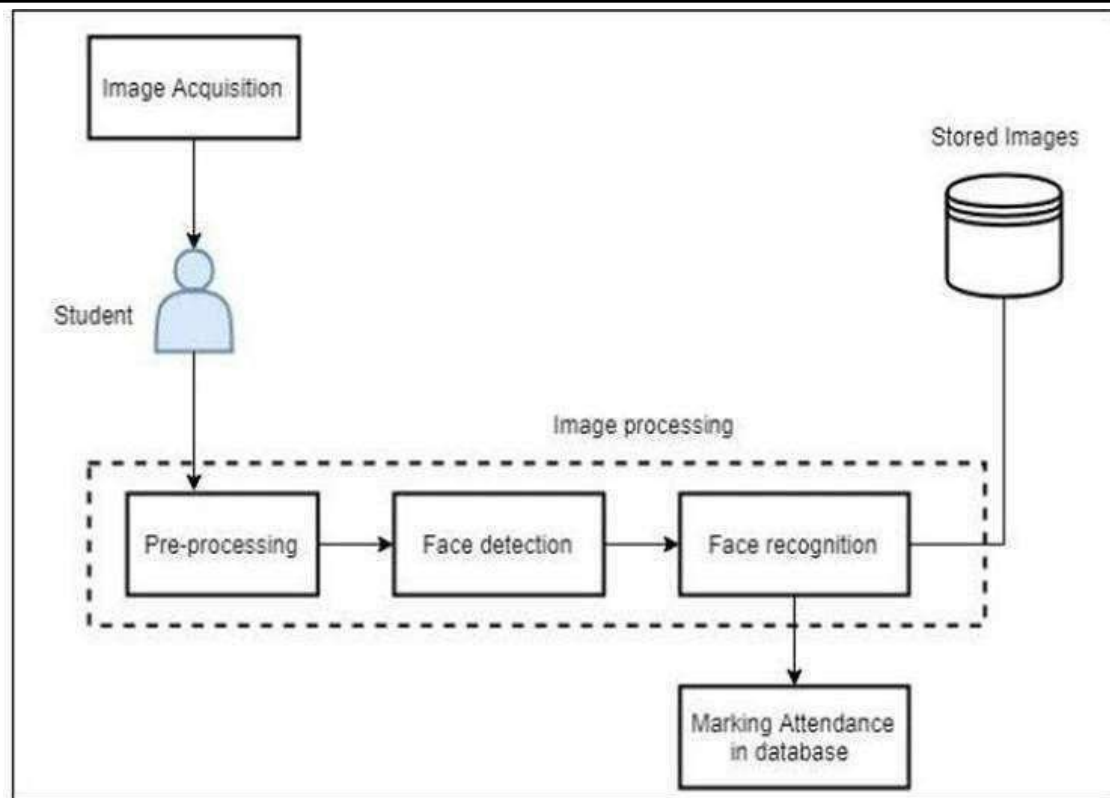 Image Acquisition
Stored Images
Student
Image processing
Pre-processing
Face detection
Face recognition
Marking Attendance
in database